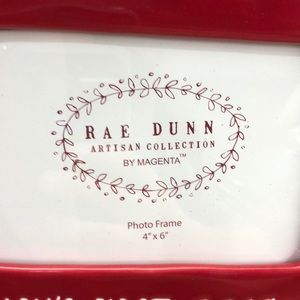 RAE DUNN
ARTISAN COLLECTION
BY MAGENTA™
Photo Frame
4" x 6"